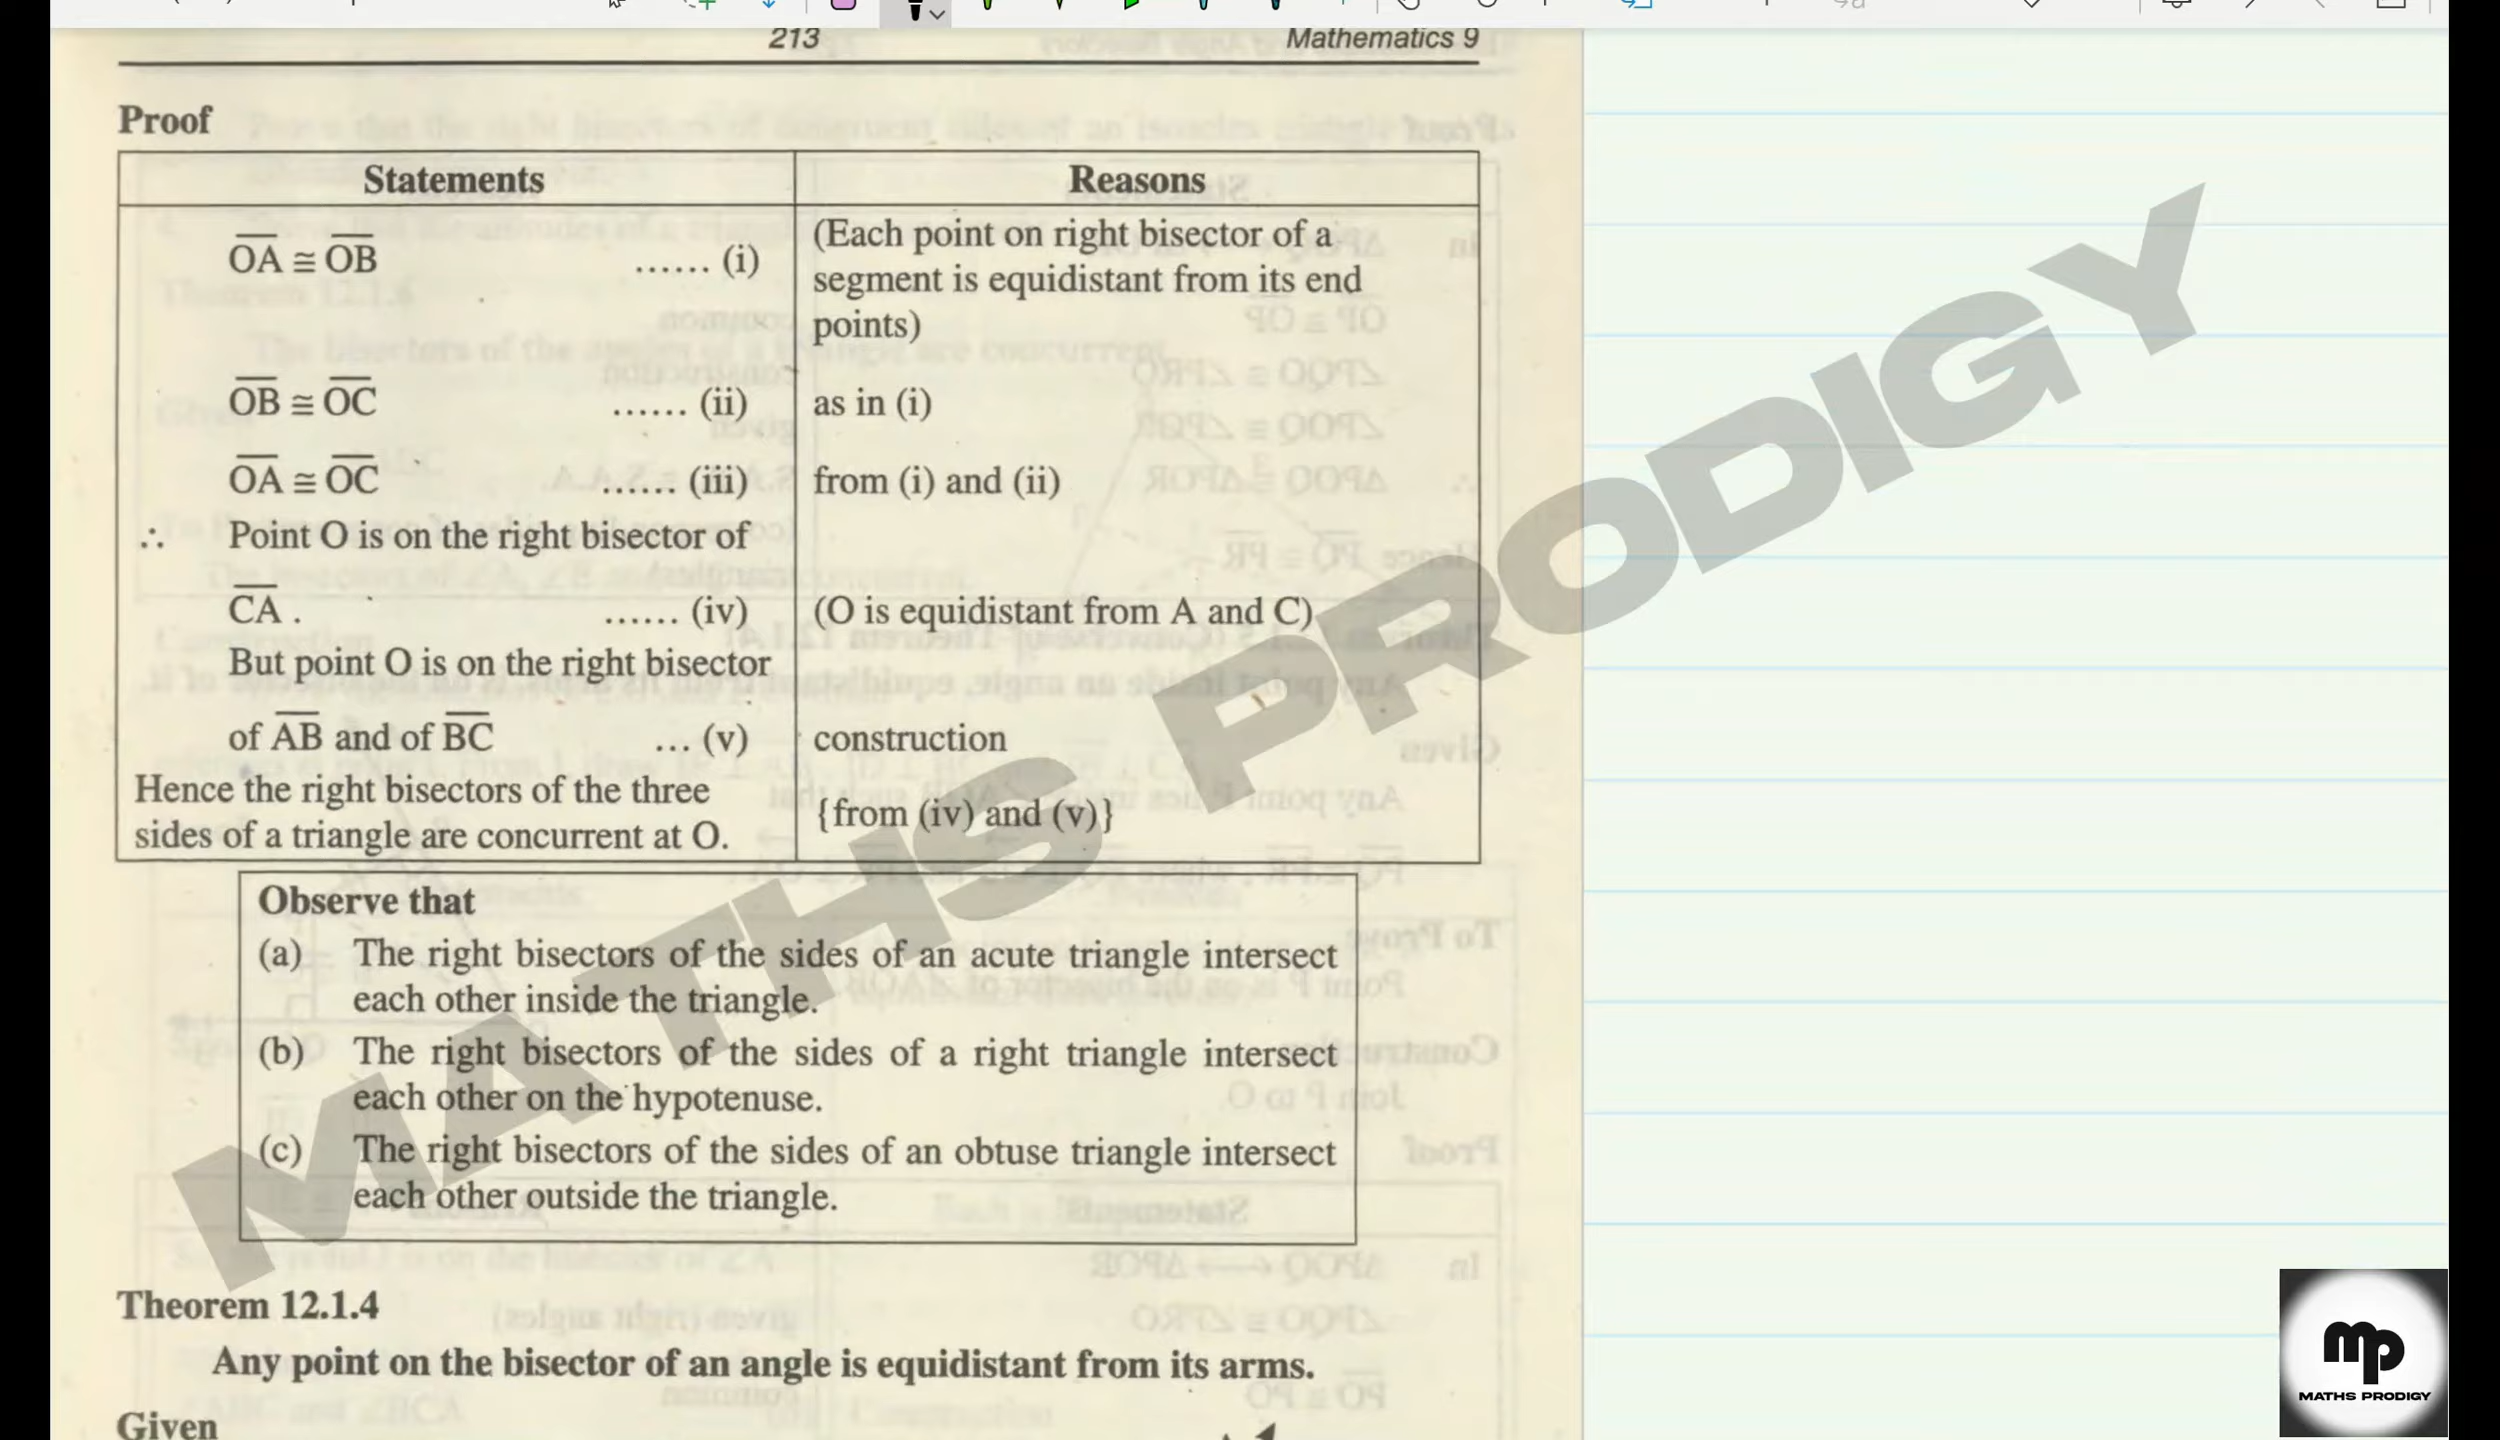 213 Mathematics 9
Proof
Statements Reasons
OA ≅ OB ...... (i) (Each point on right bisector of a
segment is equidistant from its end
points)
OB ≅ OC ...... (ii) as in (i)
OA ≅ OC ...... (iii) from (i) and (ii)
∴ Point O is on the right bisector of
CA . ...... (iv) (O is equidistant from A and C)
But point O is on the right bisector
of AB and of BC ... (v) construction
Hence the right bisectors of the three
sides of a triangle are concurrent at O. {from (iv) and (v)}
Observe that
(a) The right bisectors of the sides of an acute triangle intersect
each other inside the triangle.
(b) The right bisectors of the sides of a right triangle intersect
each other on the hypotenuse.
(c) The right bisectors of the sides of an obtuse triangle intersect
each other outside the triangle.
Theorem 12.1.4
Any point on the bisector of an angle is equidistant from its arms.
Given
MATHS PRODIGY
mp
MATHS PRODIGY